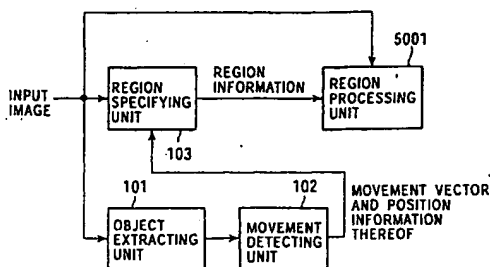 5001
INPUT
IMAGE
REGION
SPECIFYING
UNIT
REGION
INFORMATION
REGION
PROCESSING
UNIT
103
101
102
OBJECT
EXTRACTING
UNIT
MOVEMENT
DETECTING
UNIT
MOVEMENT VECTOR
AND POSITION
INFORMATION
THEREOF